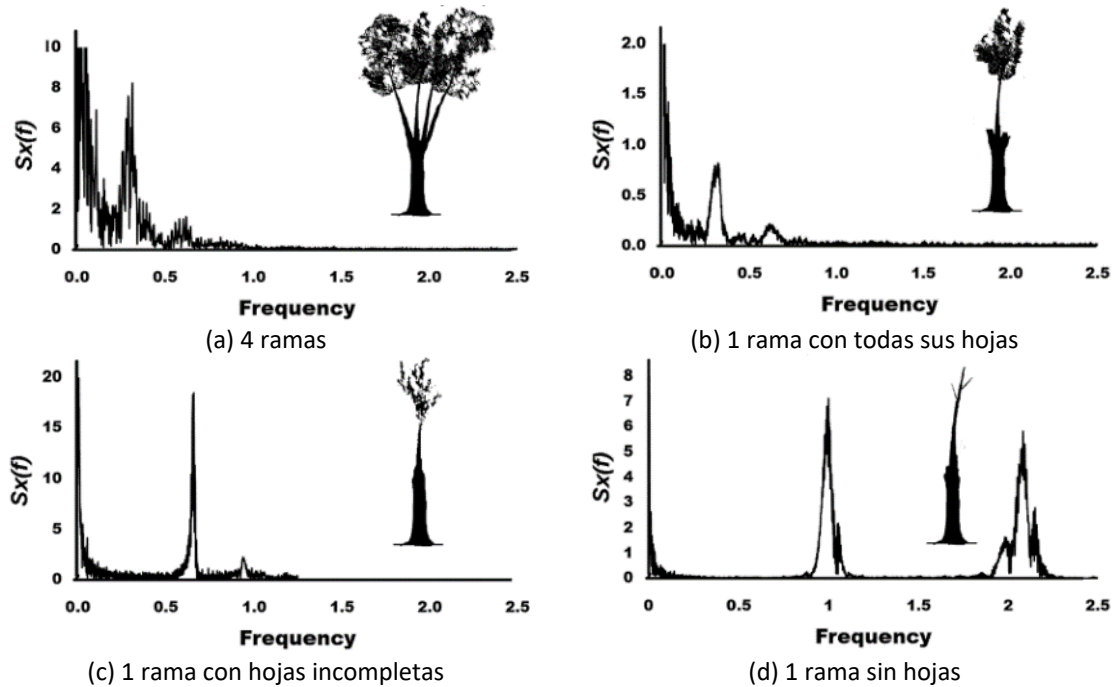 10
8
6
4
2
0
Sx(f)
0.0 0.5 1.0 1.5 2.0 2.5
Frequency
(a) 4 ramas
2.0
1.5
1.0
0.5
0.0
Sx(f)
0.0 0.5 1.0 1.5 2.0 2.5
Frequency
(b) 1 rama con todas sus hojas
20
15
10
5
0
Sx(f)
0.0 0.5 1.0 1.5 2.0 2.5
Frequency
(c) 1 rama con hojas incompletas
8
7
6
5
4
3
2
1
0
Sx(f)
0 0.5 1 1.5 2 2.5
Frequency
(d) 1 rama sin hojas